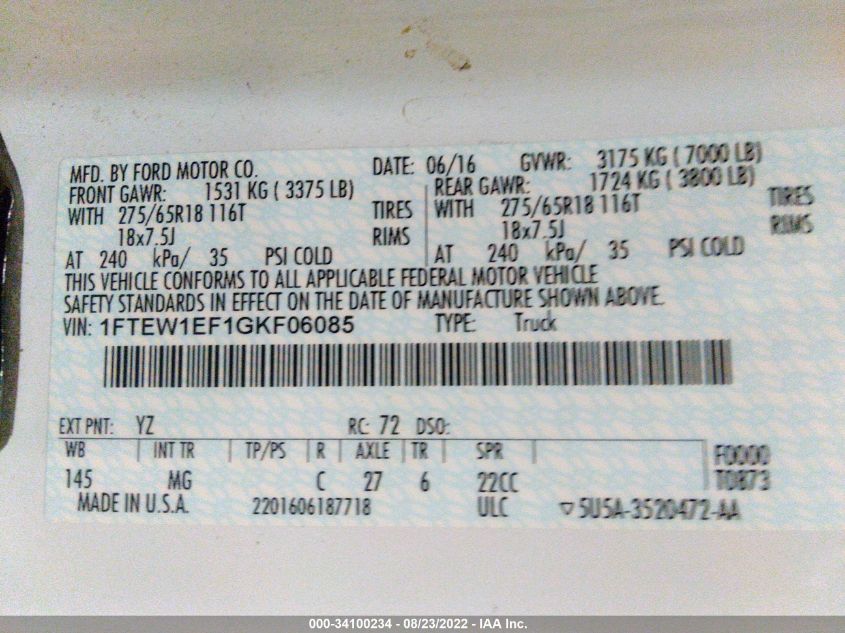 MFD. BY FORD MOTOR CO. DATE: 06/16 GVWR: 3175 KG ( 7000 LB)
FRONT GAWR: 1531 KG ( 3375 LB) REAR GAWR: 1724 KG ( 3800 LB)
WITH 275/65R18 116T TIRES WITH 275/65R18 116T TIRES
18x7.5J RIMS 18x7.5J RIMS
AT 240 kPa/ 35 PSI COLD AT 240 kPa/ 35 PSI COLD
THIS VEHICLE CONFORMS TO ALL APPLICABLE FEDERAL MOTOR VEHICLE
SAFETY STANDARDS IN EFFECT ON THE DATE OF MANUFACTURE SHOWN ABOVE.
VIN: 1FTEW1EF1GKF06085 TYPE: Truck
EXT PNT: YZ RC: 72 DSO:
WB INT TR TP/PS R AXLE TR SPR F0000
145 MG C 27 6 22CC T0873
MADE IN U.S.A. 2201606187718 ULC ▽5U5A-3520472-AA
000-34100234 - 08/23/2022 - IAA Inc.